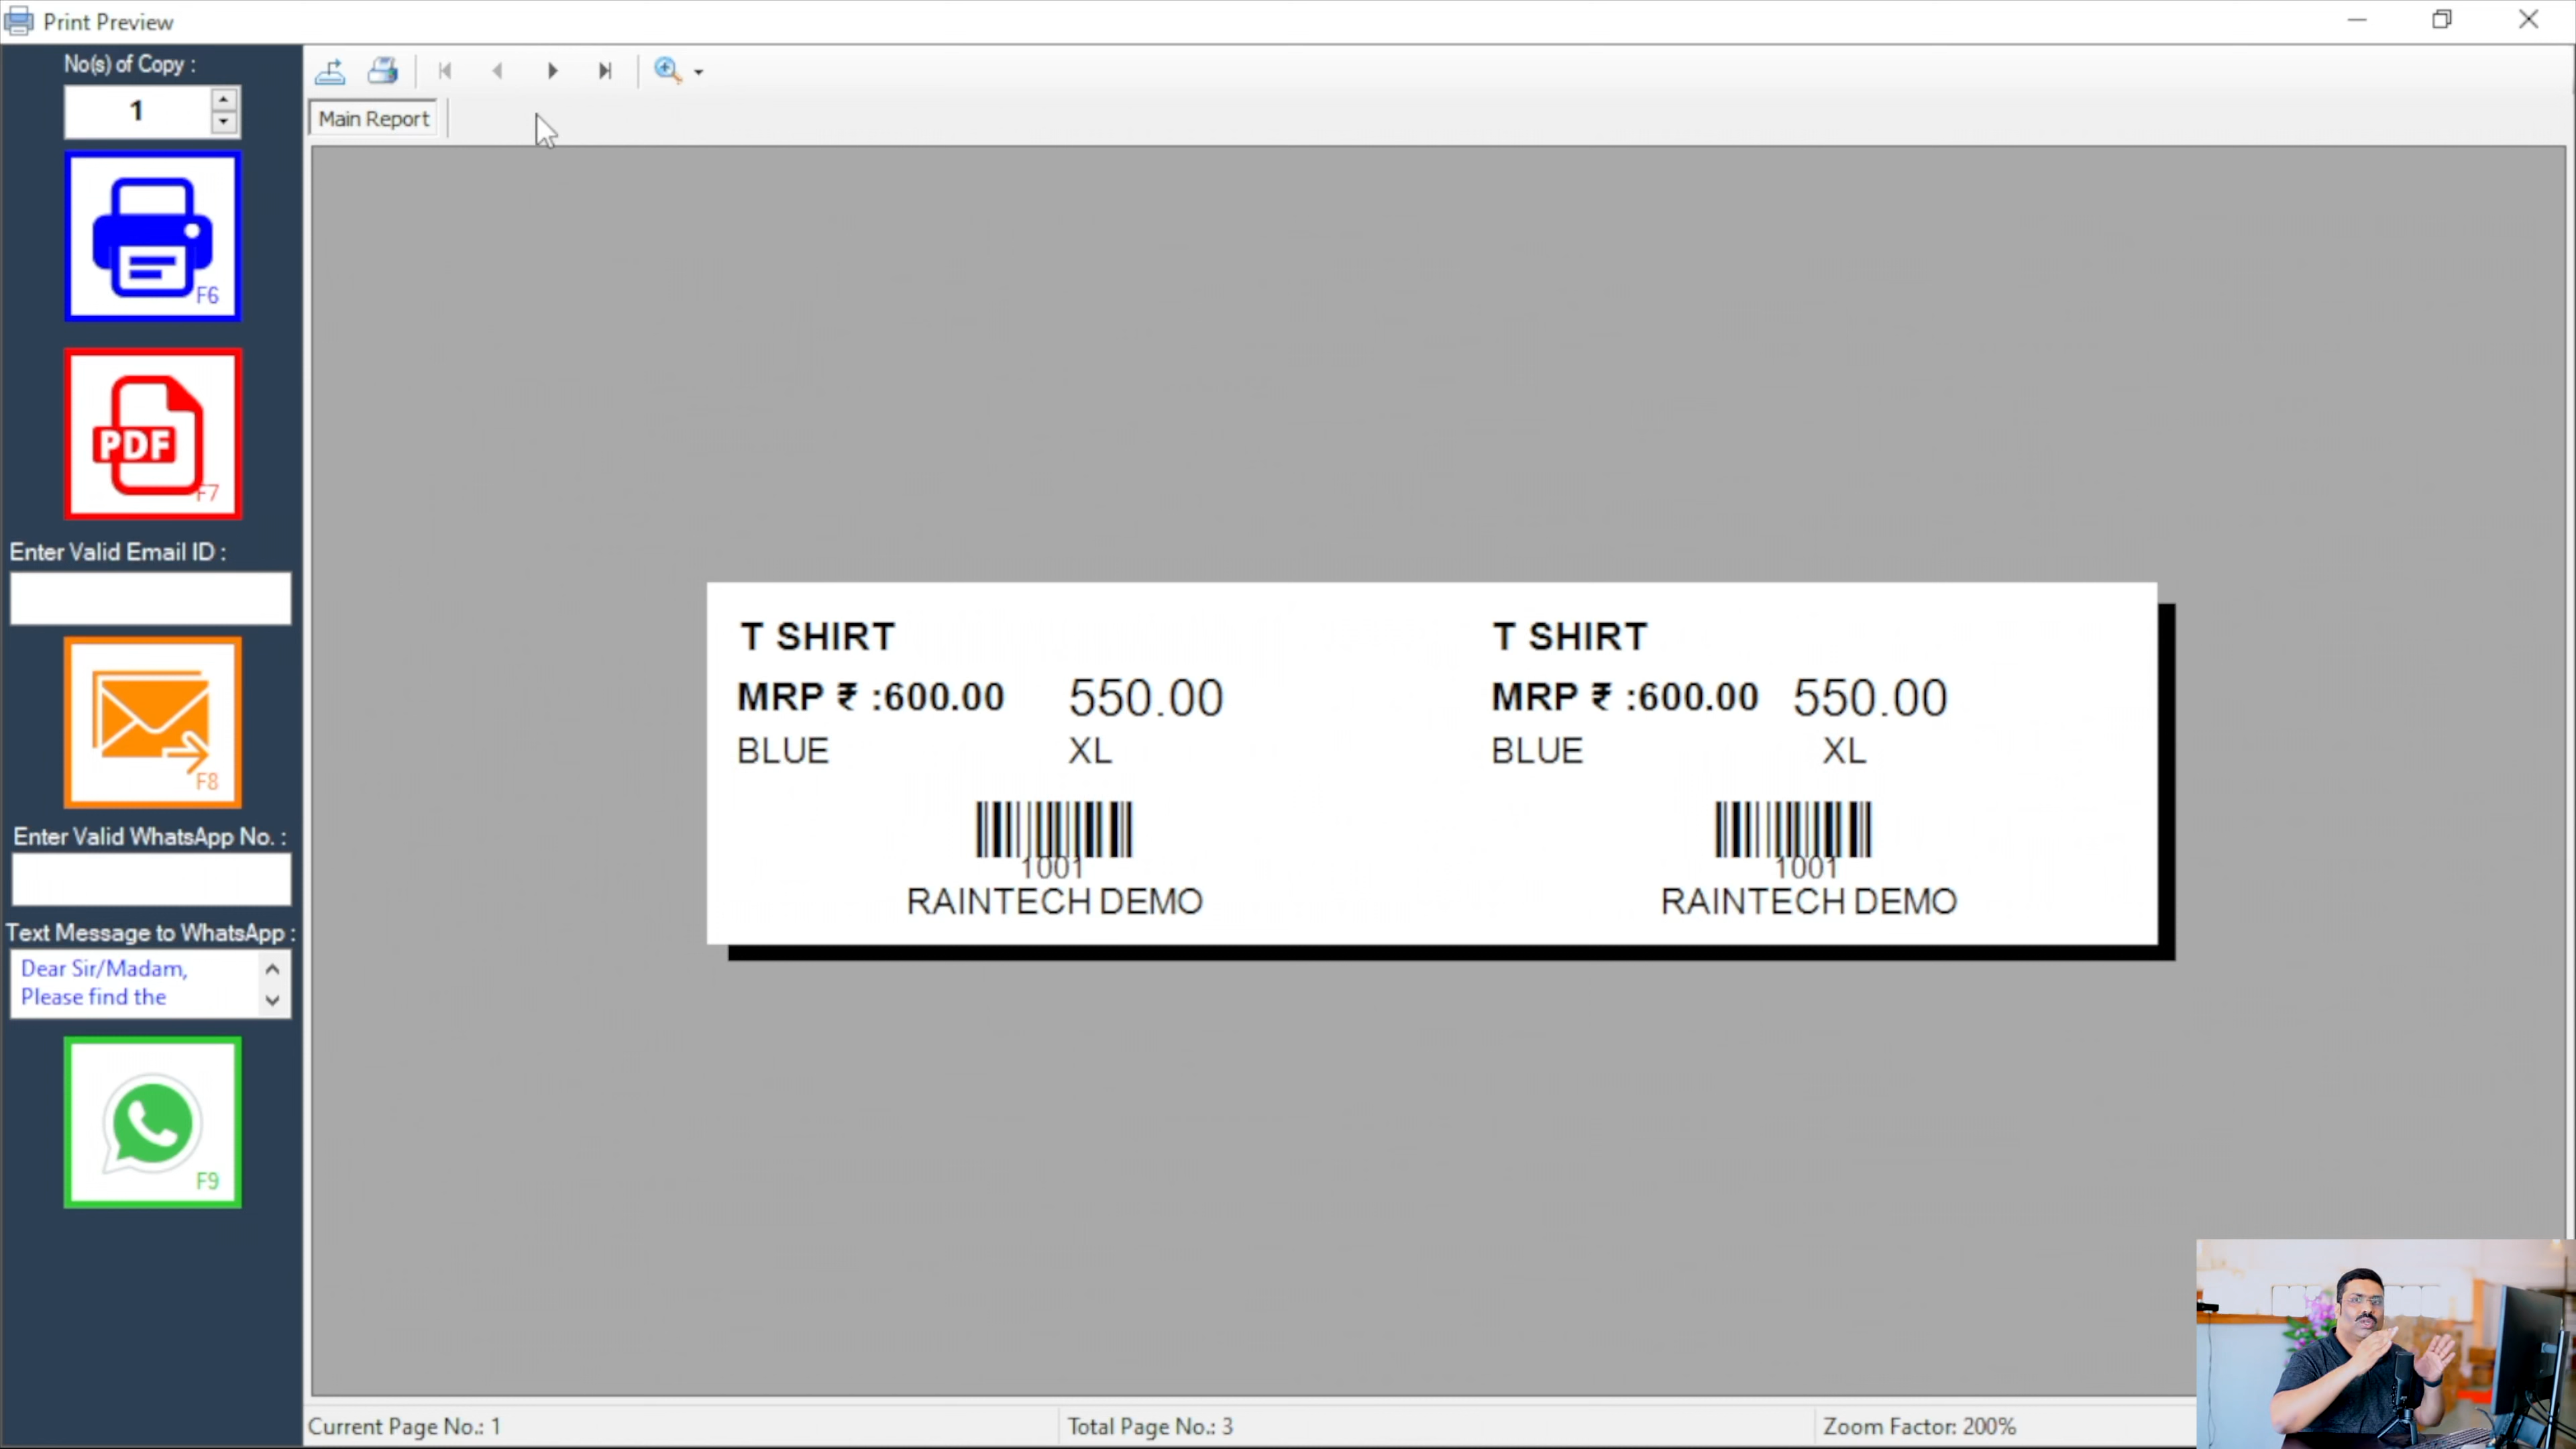 Print Preview
No(s) of Copy :
1
F6
PDF
F7
Enter Valid Email ID :
F8
Enter Valid WhatsApp No. :
Text Message to WhatsApp :
Dear Sir/Madam,
Please find the
F9
Main Report
T SHIRT
MRP ₹ :600.00 550.00
BLUE XL
1001
RAINTECH DEMO
T SHIRT
MRP ₹ :600.00 550.00
BLUE XL
1001
RAINTECH DEMO
Current Page No.: 1
Total Page No.: 3
Zoom Factor: 200%